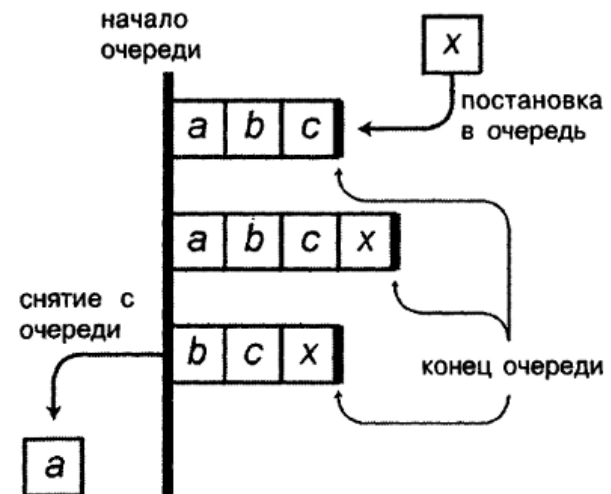 начало
очереди
x
постановка
в очередь
a b c
a b c x
снятие с
очереди
b c x
конец очереди
a